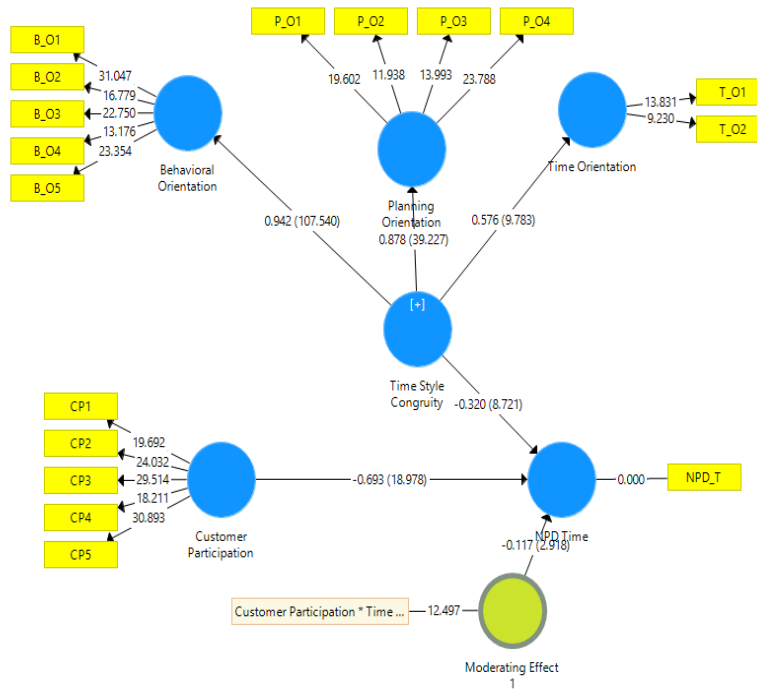 P_O1
P_O2
P_O3
P_O4
B_O1
B_O2
B_O3
B_O4
B_O5
31.047
16.779
22.750
13.176
23.354
19.602
11.938
13.993
23.788
T_O1
T_O2
13.831
9.230
Behavioral
Orientation
Planning
Orientation
Time Orientation
0.942 (107.540)
0.878 (39.227)
0.576 (9.783)
[+]
Time Style
Congruity
-0.320 (8.721)
CP1
CP2
CP3
CP4
CP5
19.692
24.032
29.514
18.211
30.893
Customer
Participation
-0.693 (18.978)
0.000
NPD_T
NPD Time
-0.117 (2.918)
Customer Participation * Time ...
12.497
Moderating Effect
1